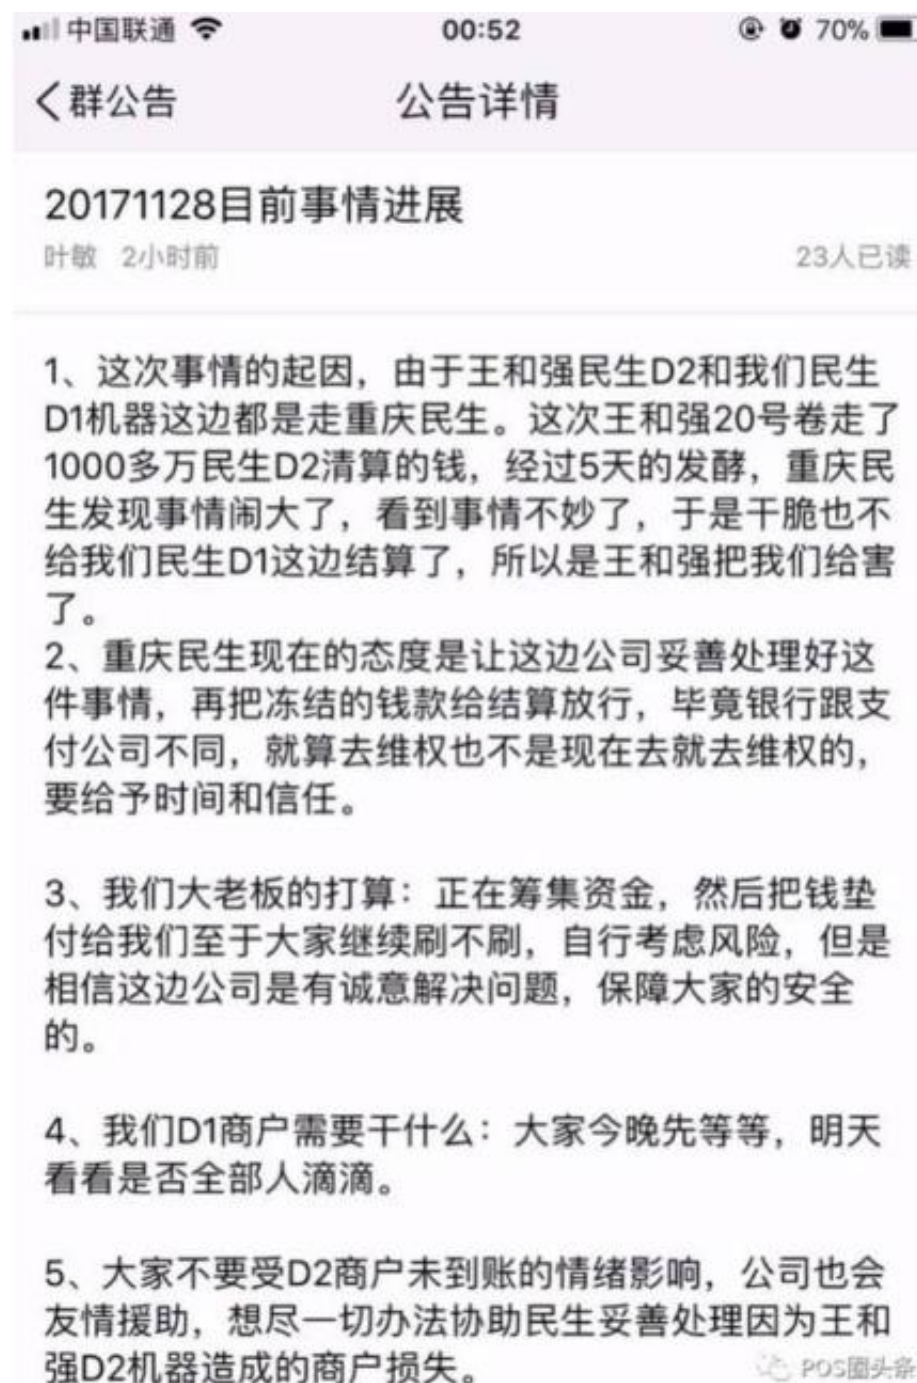 中国联通 00:52 70%
群公告 公告详情
20171128目前事情进展
叶敏 2小时前 23人已读
1、这次事情的起因，由于王和强民生D2和我们民生
D1机器这边都是走重庆民生。这次王和强20号卷走了
1000多万民生D2清算的钱，经过5天的发酵，重庆民
生发现事情闹大了，看到事情不妙了，于是干脆也不
给我们民生D1这边结算了，所以是王和强把我们给害
了。
2、重庆民生现在的态度是让这边公司妥善处理好这
件事情，再把冻结的钱款给结算放行，毕竟银行跟支
付公司不同，就算去维权也不是现在去就去维权的，
要给予时间和信任。
3、我们大老板的打算：正在筹集资金，然后把钱垫
付给我们至于大家继续刷不刷，自行考虑风险，但是
相信这边公司是有诚意解决问题，保障大家的安全
的。
4、我们D1商户需要干什么：大家今晚先等等，明天
看看是否全部人滴滴。
5、大家不要受D2商户未到账的情绪影响，公司也会
友情援助，想尽一切办法协助民生妥善处理因为王和
强D2机器造成的商户损失。
POS圈头条